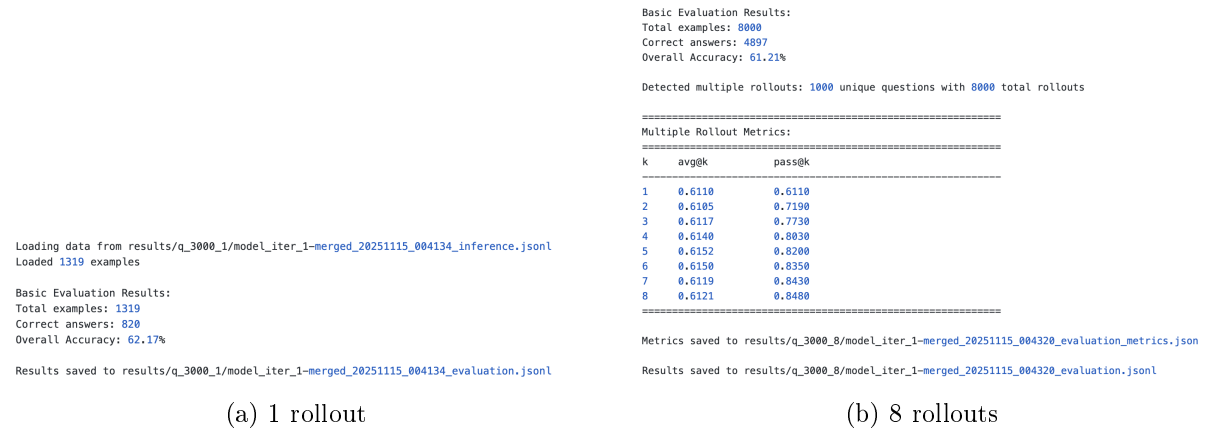 Loading data from results/q_3000_1/model_iter_1-merged_20251115_004134_inference.jsonl
Loaded 1319 examples
Basic Evaluation Results:
Total examples: 1319
Correct answers: 820
Overall Accuracy: 62.17%
Results saved to results/q_3000_1/model_iter_1-merged_20251115_004134_evaluation.jsonl
(a) 1 rollout
Basic Evaluation Results:
Total examples: 8000
Correct answers: 4897
Overall Accuracy: 61.21%
Detected multiple rollouts: 1000 unique questions with 8000 total rollouts
============================================================
Multiple Rollout Metrics:
============================================================
k avg@k pass@k
------------------------------------------------------------
1 0.6110 0.6110
2 0.6105 0.7190
3 0.6117 0.7730
4 0.6140 0.8030
5 0.6152 0.8200
6 0.6150 0.8350
7 0.6119 0.8430
8 0.6121 0.8480
============================================================
Metrics saved to results/q_3000_8/model_iter_1-merged_20251115_004320_evaluation_metrics.json
Results saved to results/q_3000_8/model_iter_1-merged_20251115_004320_evaluation.jsonl
(b) 8 rollouts